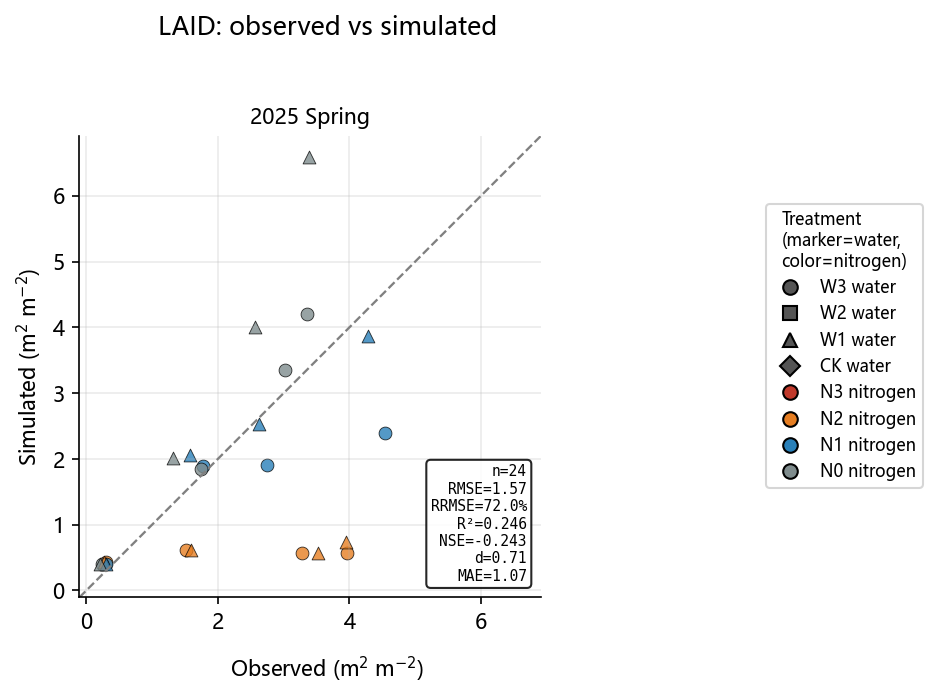 LAID: observed vs simulated
2025 Spring
Simulated (m² m⁻²)
6
5
4
3
2
1
0
0 2 4 6
Observed (m² m⁻²)
n=24
RMSE=1.57
RRMSE=72.0%
R²=0.246
NSE=-0.243
d=0.71
MAE=1.07
Treatment
(marker=water,
color=nitrogen)
W3 water
W2 water
W1 water
CK water
N3 nitrogen
N2 nitrogen
N1 nitrogen
N0 nitrogen